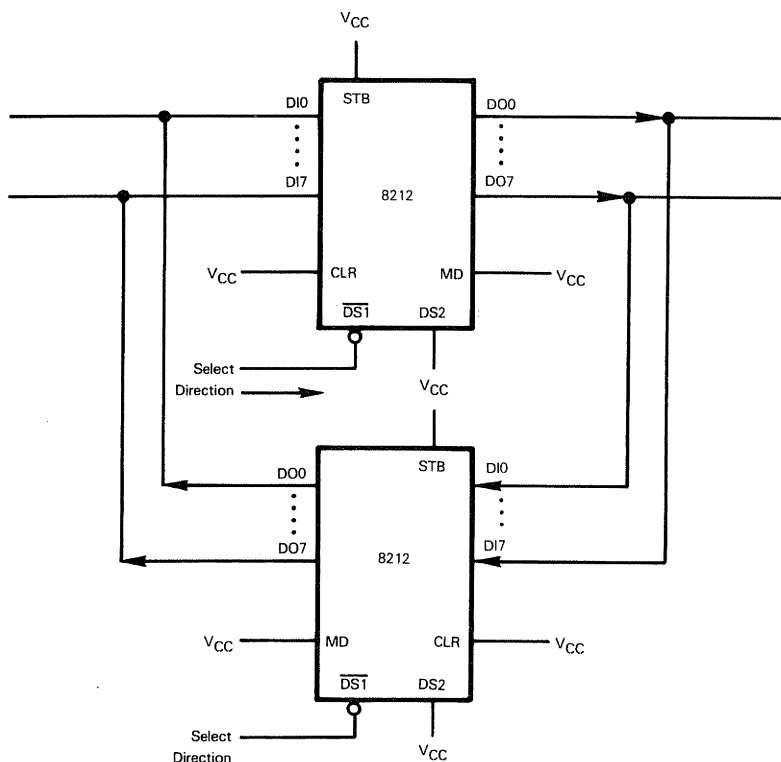 VCC
STB
DI0
DO0
DI7
8212
DO7
VCC
CLR
MD
VCC
DS1
DS2
Select
Direction
VCC
STB
DO0
DI0
DO7
8212
DI7
VCC
MD
CLR
VCC
DS1
DS2
Select
Direction
VCC